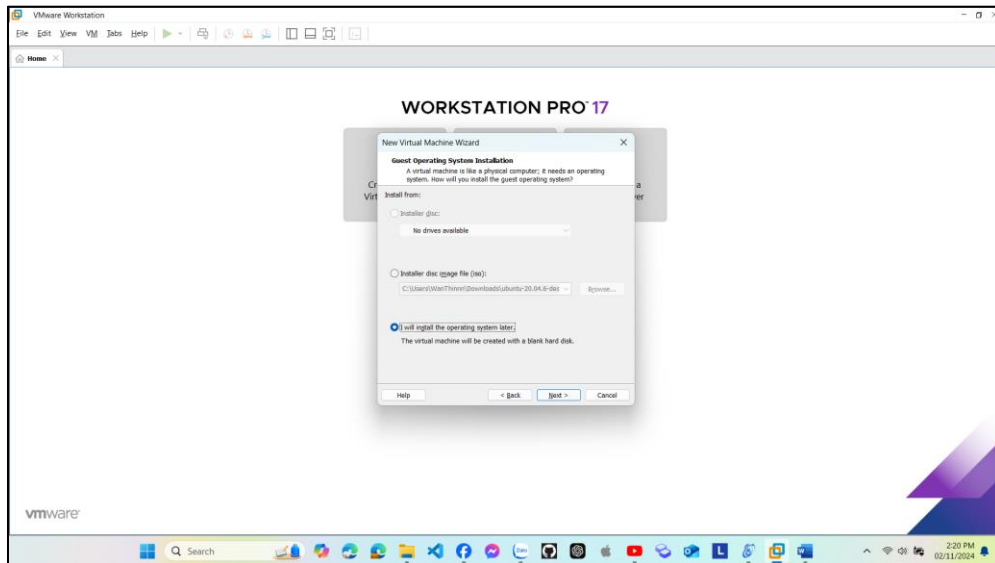 VMware Workstation
File Edit View VM Tabs Help
Home
WORKSTATION PRO™ 17
New Virtual Machine Wizard
Guest Operating System Installation
A virtual machine is like a physical computer; it needs an operating
system. How will you install the guest operating system?
Install from:
Installer disc:
No drives available
Installer disc image file (iso):
C:\Users\WanThinnn\Downloads\ubuntu-20.04.6-des
Browse...
I will install the operating system later.
The virtual machine will be created with a blank hard disk.
Help
< Back
Next >
Cancel
Cr
Virt
a
er
vmware
Search
2:20 PM
02/11/2024